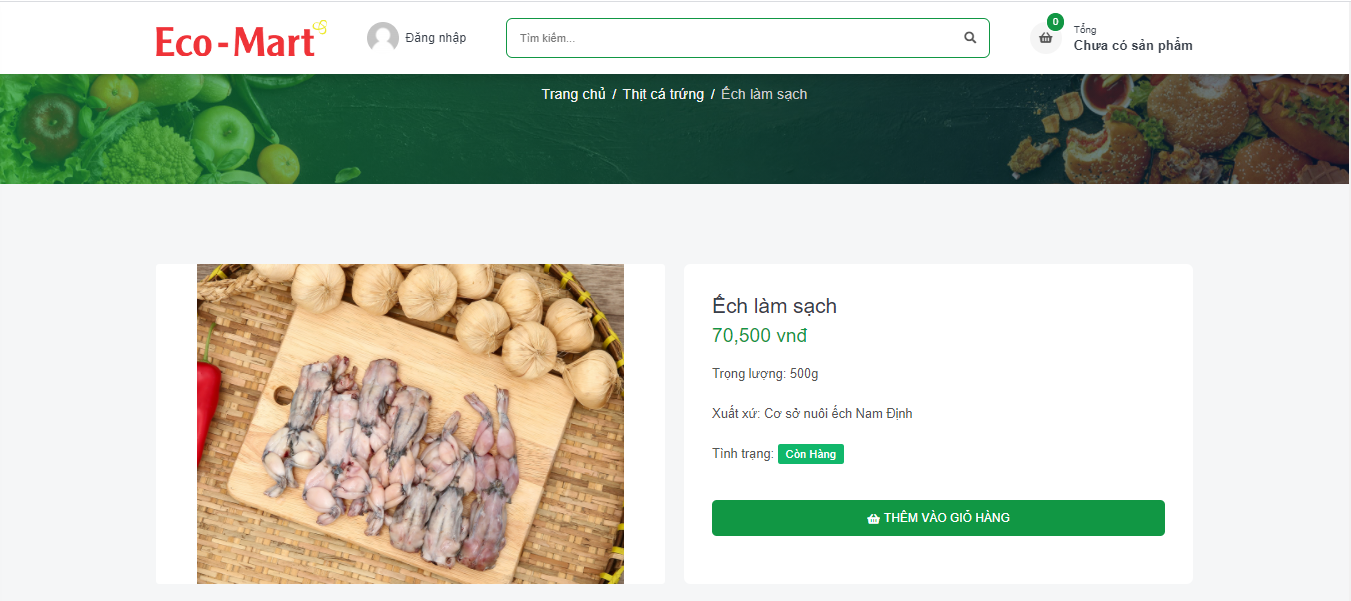 Eco-Mart
Đăng nhập
Tìm kiếm...
0
Tổng
Chưa có sản phẩm
Trang chủ / Thịt cá trứng / Ếch làm sạch
Ếch làm sạch
70,500 vnđ
Trọng lượng: 500g
Xuất xứ: Cơ sở nuôi ếch Nam Định
Tình trạng: Còn Hàng
THÊM VÀO GIỎ HÀNG